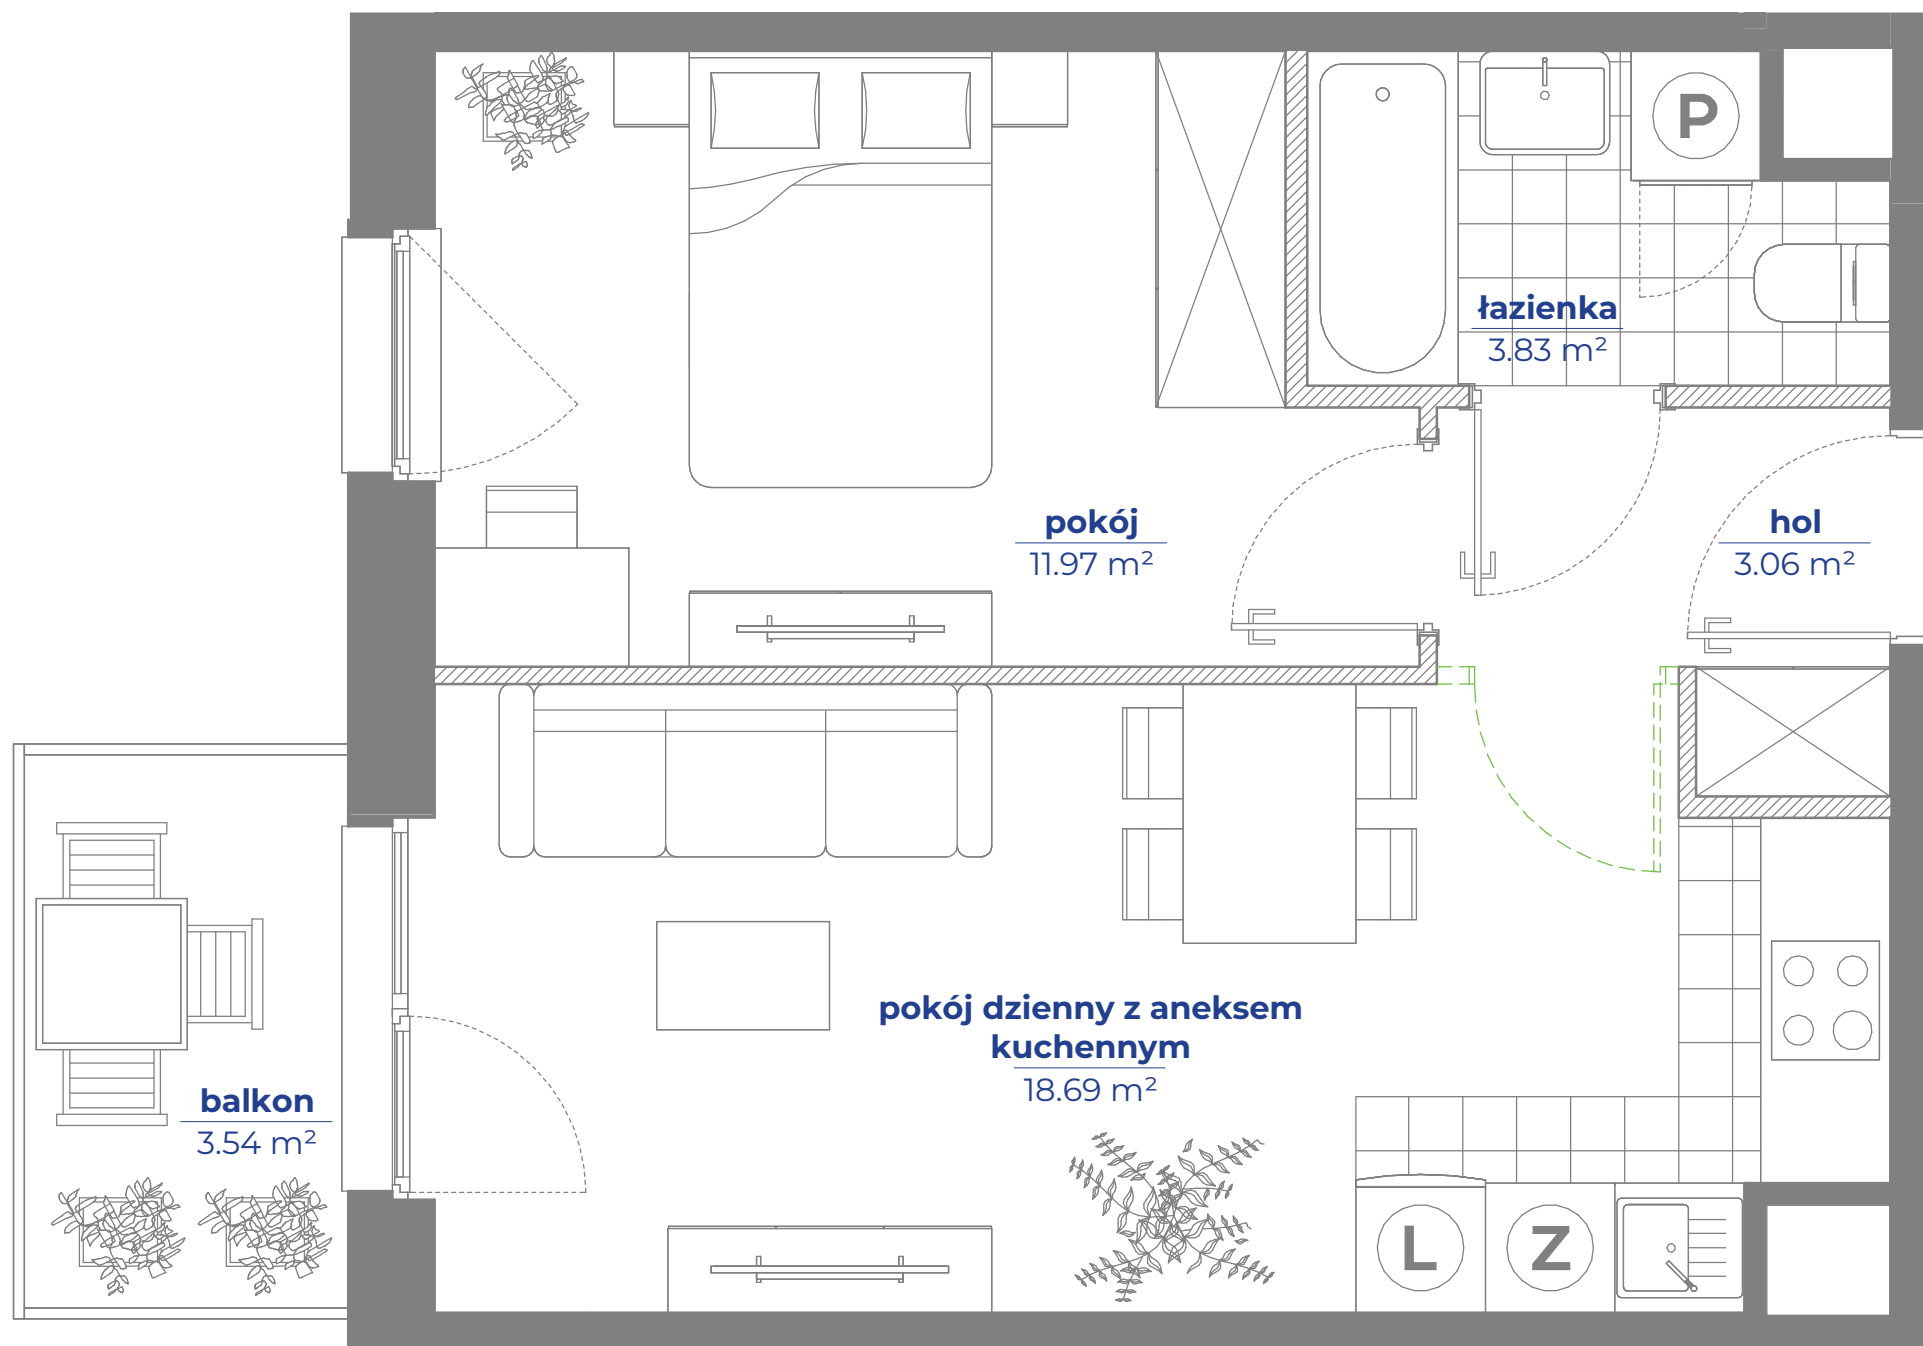 P
łazienka
3.83 m²
pokój
11.97 m²
hol
3.06 m²
pokój dzienny z aneksem
kuchennym
18.69 m²
balkon
3.54 m²
L
Z